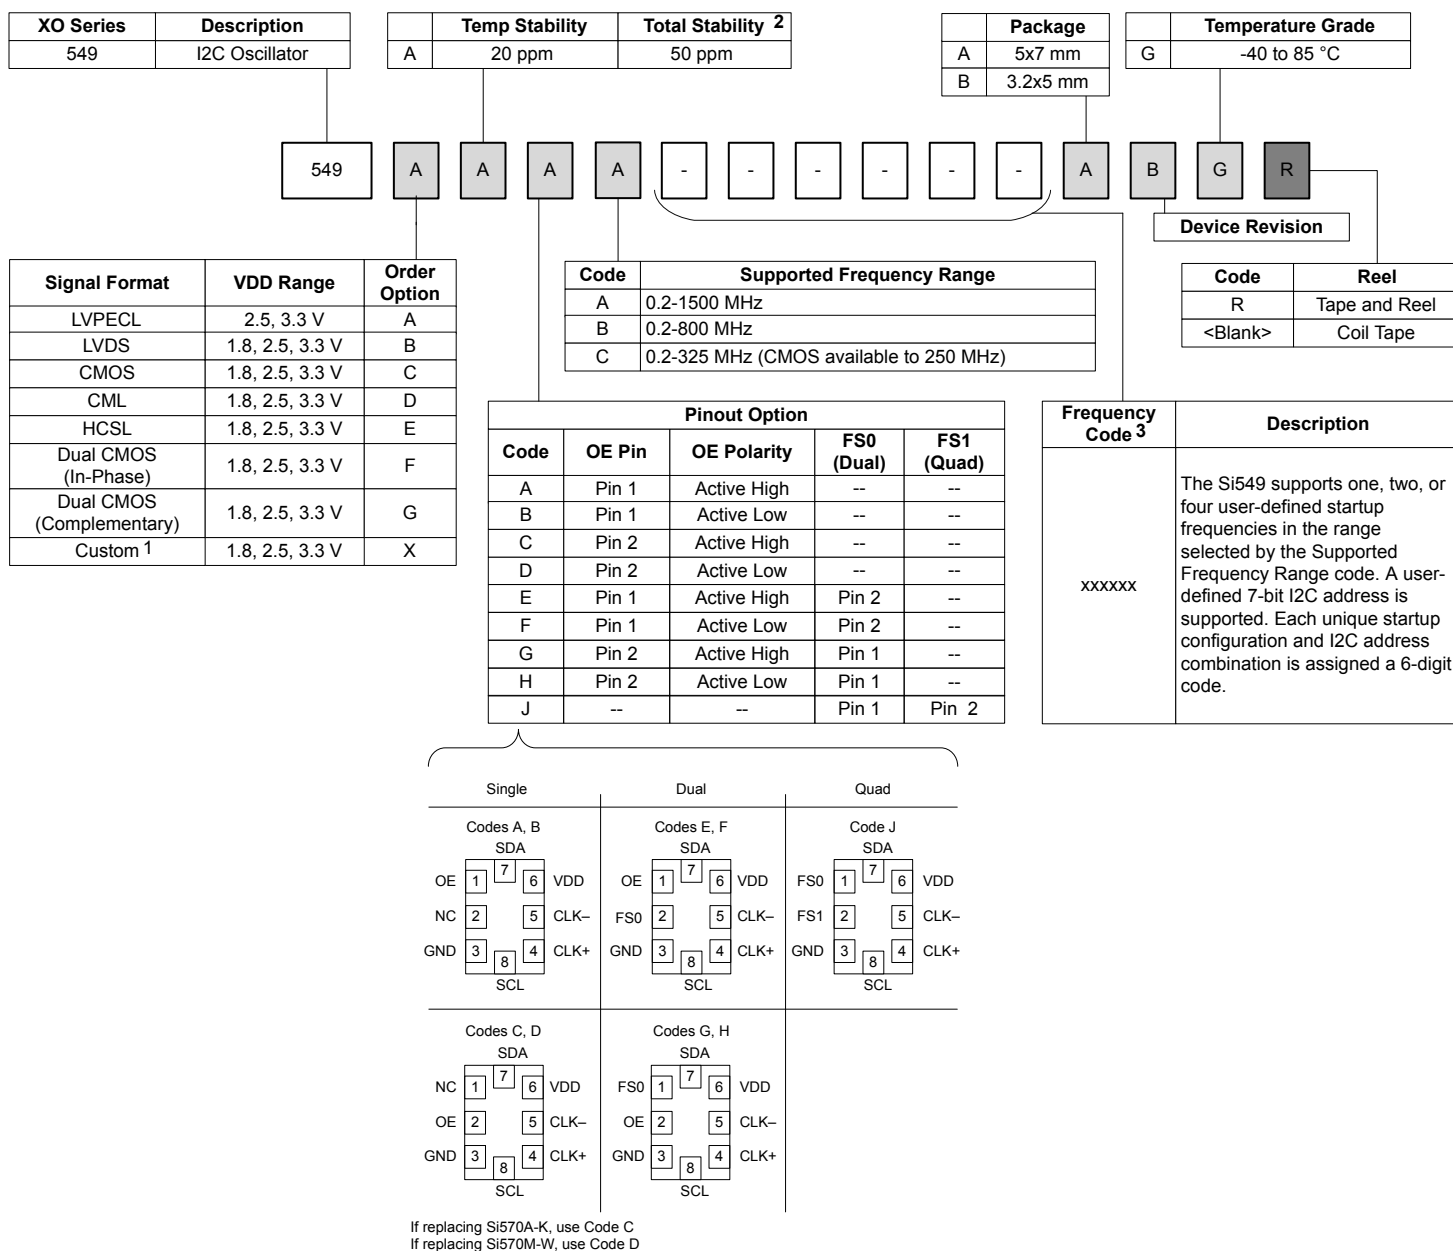 XO Series Description
549 I2C Oscillator
Temp Stability Total Stability 2
A 20 ppm 50 ppm
Package
A 5x7 mm
B 3.2x5 mm
Temperature Grade
G -40 to 85 °C
549 A A A A - - - - - - A B G R
Device Revision
Signal Format VDD Range Order Option
LVPECL 2.5, 3.3 V A
LVDS 1.8, 2.5, 3.3 V B
CMOS 1.8, 2.5, 3.3 V C
CML 1.8, 2.5, 3.3 V D
HCSL 1.8, 2.5, 3.3 V E
Dual CMOS (In-Phase) 1.8, 2.5, 3.3 V F
Dual CMOS (Complementary) 1.8, 2.5, 3.3 V G
Custom 1 1.8, 2.5, 3.3 V X
Code Supported Frequency Range
A 0.2-1500 MHz
B 0.2-800 MHz
C 0.2-325 MHz (CMOS available to 250 MHz)
Code Reel
R Tape and Reel
<Blank> Coil Tape
Pinout Option
Code OE Pin OE Polarity FS0 (Dual) FS1 (Quad)
A Pin 1 Active High -- --
B Pin 1 Active Low -- --
C Pin 2 Active High -- --
D Pin 2 Active Low -- --
E Pin 1 Active High Pin 2 --
F Pin 1 Active Low Pin 2 --
G Pin 2 Active High Pin 1 --
H Pin 2 Active Low Pin 1 --
J -- -- Pin 1 Pin 2
Frequency Code 3 Description
xxxxxx
The Si549 supports one, two, or
four user-defined startup
frequencies in the range
selected by the Supported
Frequency Range code. A user-
defined 7-bit I2C address is
supported. Each unique startup
configuration and I2C address
combination is assigned a 6-digit
code.
Single Dual Quad
Codes A, B
SDA
7
OE 1 6 VDD
NC 2 5 CLK–
GND 3 4 CLK+
8
SCL
Codes E, F
SDA
7
OE 1 6 VDD
FS0 2 5 CLK–
GND 3 4 CLK+
8
SCL
Code J
SDA
7
FS0 1 6 VDD
FS1 2 5 CLK–
GND 3 4 CLK+
8
SCL
Codes C, D
SDA
7
NC 1 6 VDD
OE 2 5 CLK–
GND 3 4 CLK+
8
SCL
Codes G, H
SDA
7
FS0 1 6 VDD
OE 2 5 CLK–
GND 3 4 CLK+
8
SCL
If replacing Si570A-K, use Code C
If replacing Si570M-W, use Code D